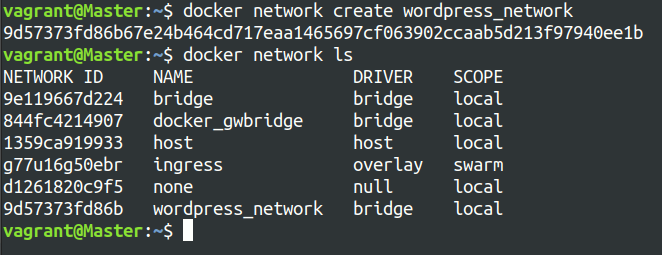 vagrant@Master:~$ docker network create wordpress_network
9d57373fd86b67e24b464cd717eaa1465697cf063902ccaab5d213f97940ee1b
vagrant@Master:~$ docker network ls
NETWORK ID NAME DRIVER SCOPE
9e119667d224 bridge bridge local
844fc4214907 docker_gwbridge bridge local
1359ca919933 host host local
g77u16g50ebr ingress overlay swarm
d1261820c9f5 none null local
9d57373fd86b wordpress_network bridge local
vagrant@Master:~$